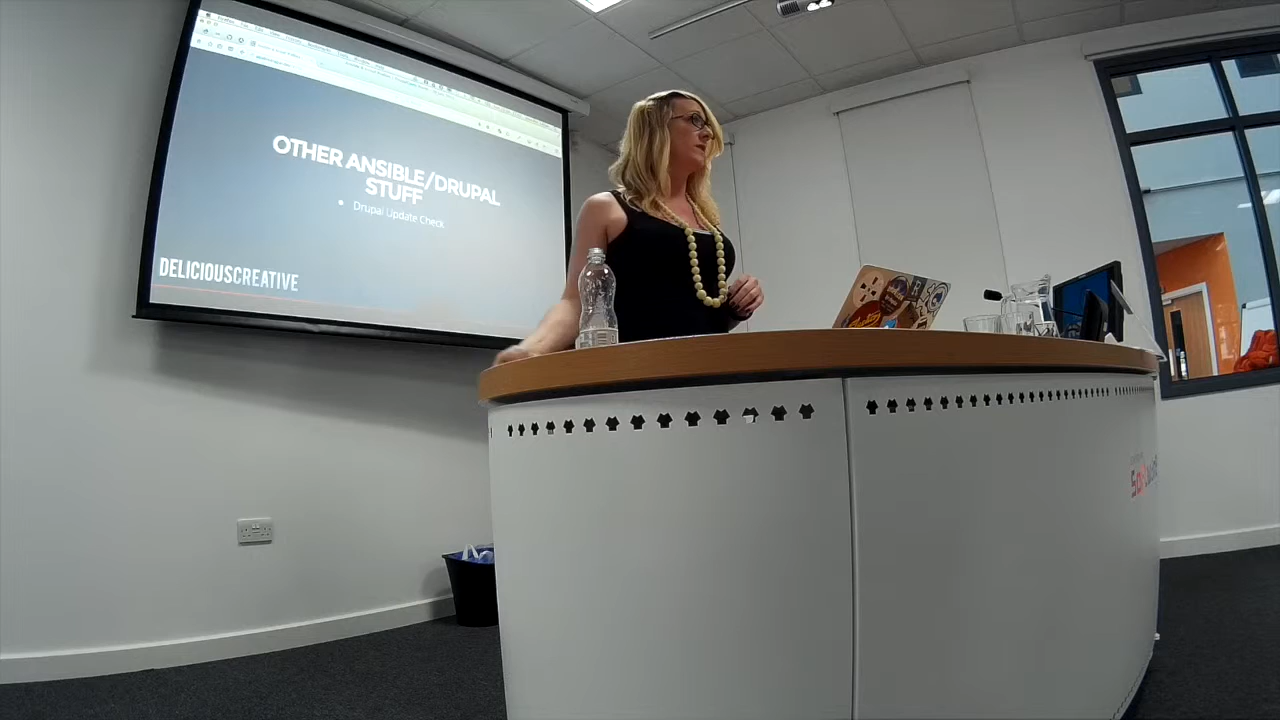 OTHER ANSIBLE/DRUPAL
STUFF
• Drupal Update Check
DELICIOUSCREATIVE